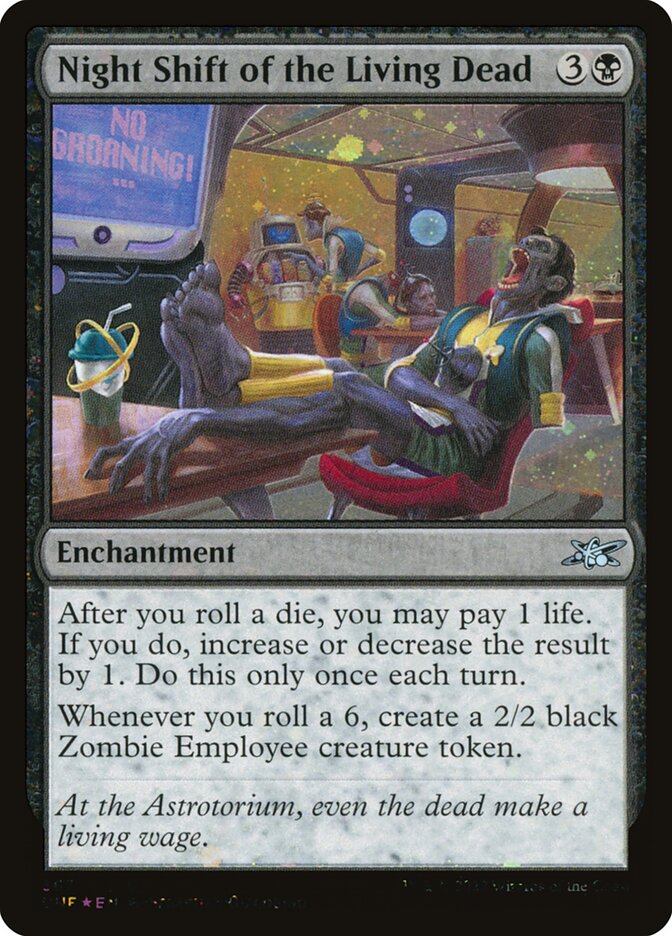 Night Shift of the Living Dead 3
NO
GROANING!
...
Enchantment
After you roll a die, you may pay 1 life.
If you do, increase or decrease the result
by 1. Do this only once each turn.
Whenever you roll a 6, create a 2/2 black
Zombie Employee creature token.
At the Astrotorium, even the dead make a
living wage.